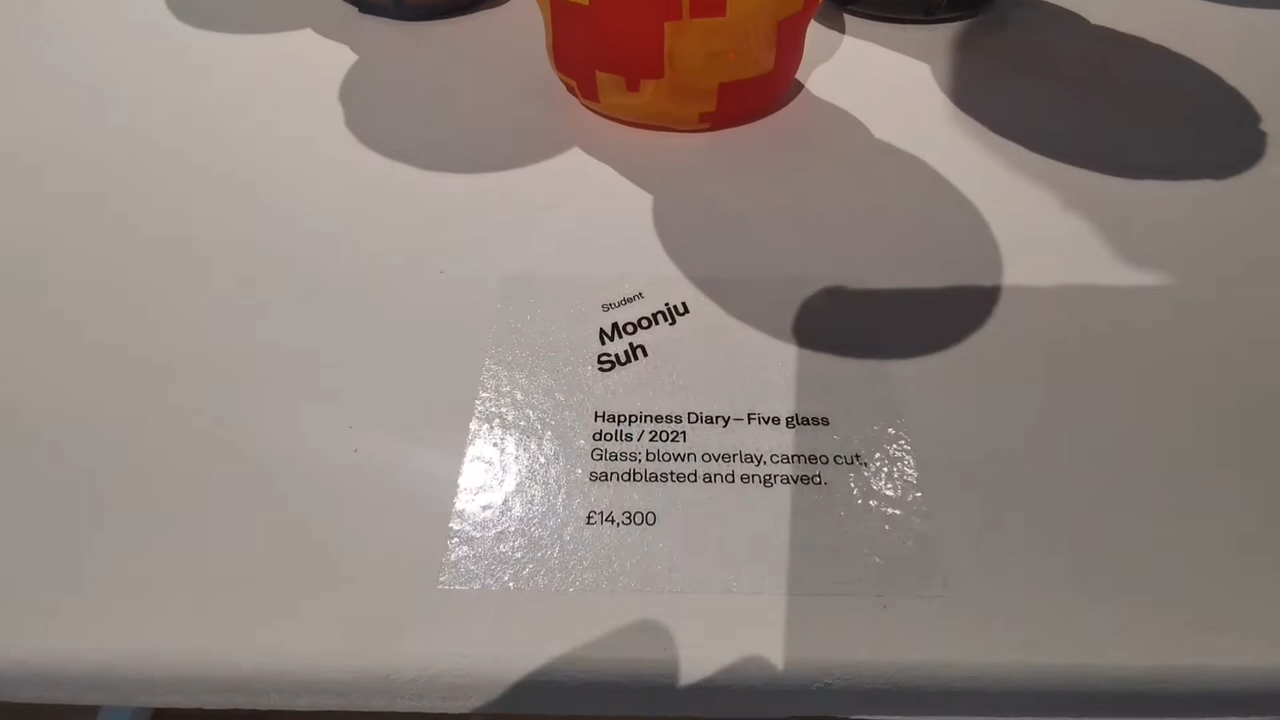 Student
Moonju
Suh
Happiness Diary – Five glass
dolls / 2021
Glass; blown overlay, cameo cut,
sandblasted and engraved.
£14,300